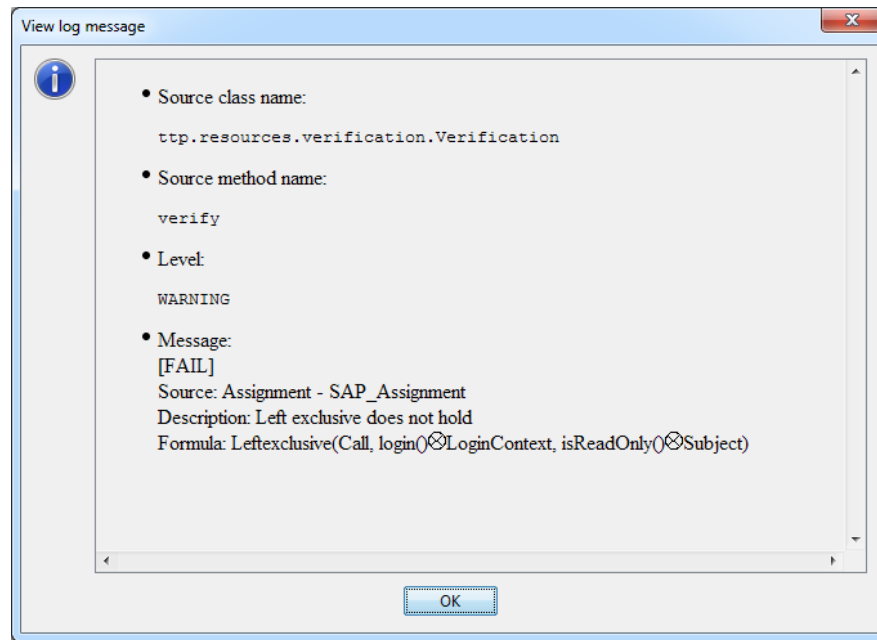 View log message
Source class name:
ttp.resources.verification.Verification
Source method name:
verify
Level:
WARNING
Message:
[FAIL]
Source: Assignment - SAP_Assignment
Description: Left exclusive does not hold
Formula: Leftexclusive(Call, login()⊗LoginContext, isReadOnly()⊗Subject)
OK